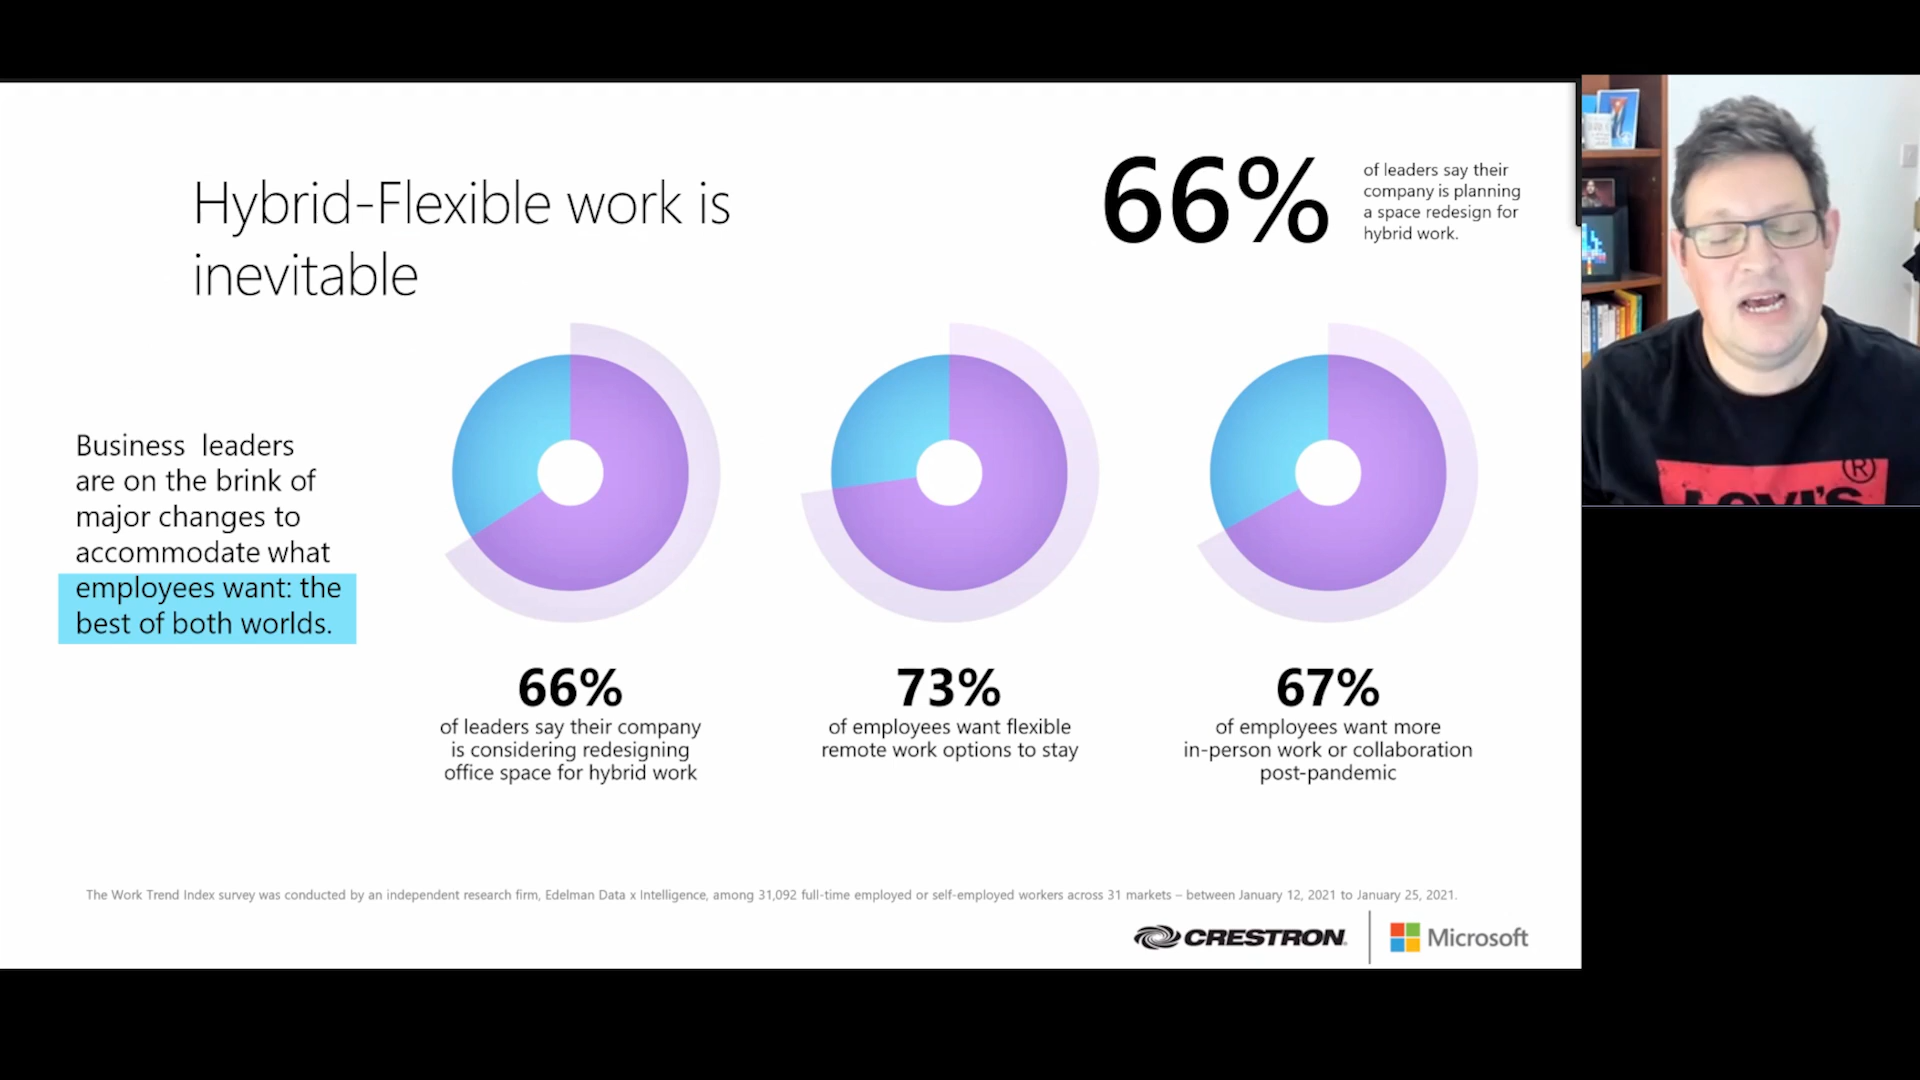 Hybrid-Flexible work is
inevitable
66%
of leaders say their
company is planning
a space redesign for
hybrid work.
Business leaders
are on the brink of
major changes to
accommodate what
employees want: the
best of both worlds.
66%
of leaders say their company
is considering redesigning
office space for hybrid work
73%
of employees want flexible
remote work options to stay
67%
of employees want more
in-person work or collaboration
post-pandemic
The Work Trend Index survey was conducted by an independent research firm, Edelman Data x Intelligence, among 31,092 full-time employed or self-employed workers across 31 markets – between January 12, 2021 to January 25, 2021.
CRESTRON
Microsoft
LEVI'S
®